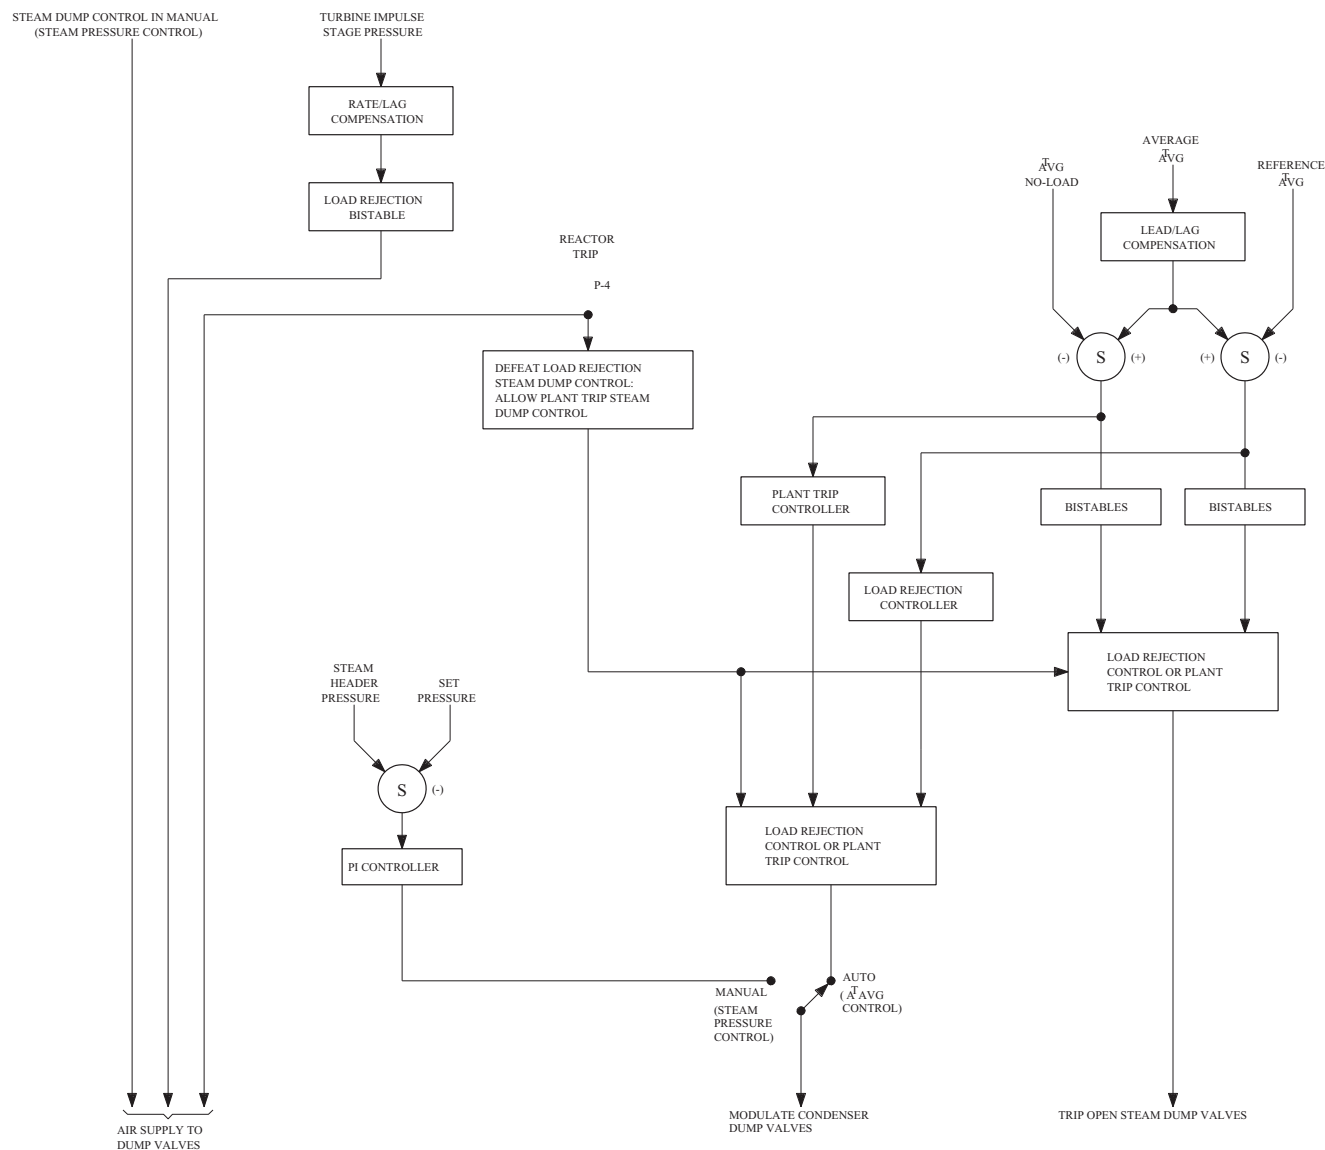 STEAM DUMP CONTROL IN MANUAL
(STEAM PRESSURE CONTROL)
TURBINE IMPULSE
STAGE PRESSURE
RATE/LAG
COMPENSATION
LOAD REJECTION
BISTABLE
REACTOR
TRIP
P-4
DEFEAT LOAD REJECTION
STEAM DUMP CONTROL:
ALLOW PLANT TRIP STEAM
DUMP CONTROL
T
AVG
NO-LOAD
AVERAGE
T
AVG
REFERENCE
T
AVG
LEAD/LAG
COMPENSATION
(-) S (+)
(+) S (-)
PLANT TRIP
CONTROLLER
BISTABLES
BISTABLES
LOAD REJECTION
CONTROLLER
LOAD REJECTION
CONTROL OR PLANT
TRIP CONTROL
STEAM
HEADER
PRESSURE
SET
PRESSURE
S (-)
PI CONTROLLER
LOAD REJECTION
CONTROL OR PLANT
TRIP CONTROL
MANUAL
(STEAM
PRESSURE
CONTROL)
AUTO
T
( A AVG
CONTROL)
AIR SUPPLY TO
DUMP VALVES
MODULATE CONDENSER
DUMP VALVES
TRIP OPEN STEAM DUMP VALVES